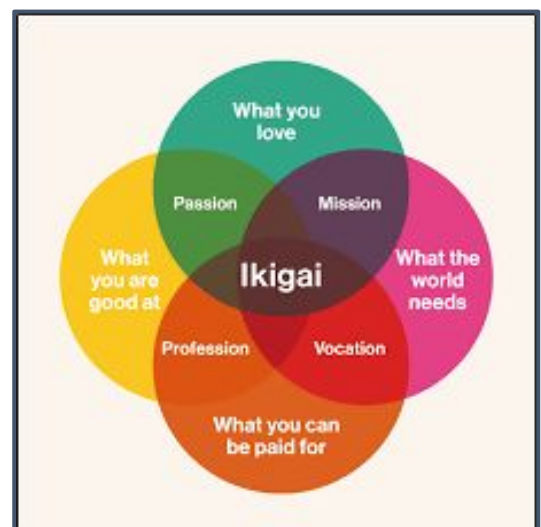 What you
love
Passion
Mission
What
you are
good at
Ikigai
What the
world
needs
Profession
Vocation
What you can
be paid for